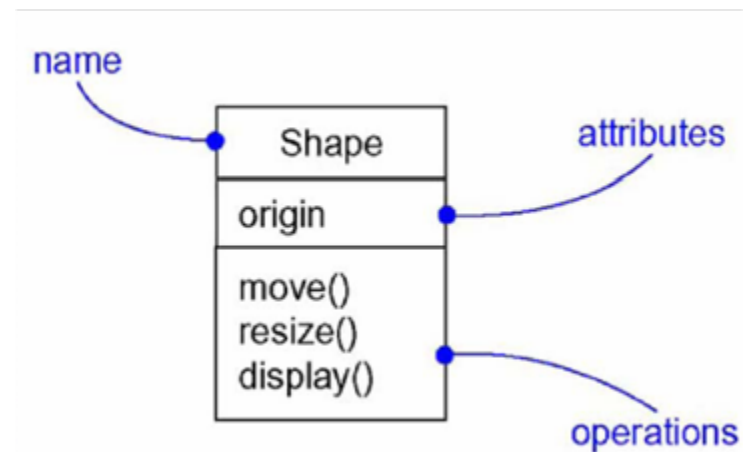 name
Shape
attributes
origin
move()
resize()
display()
operations